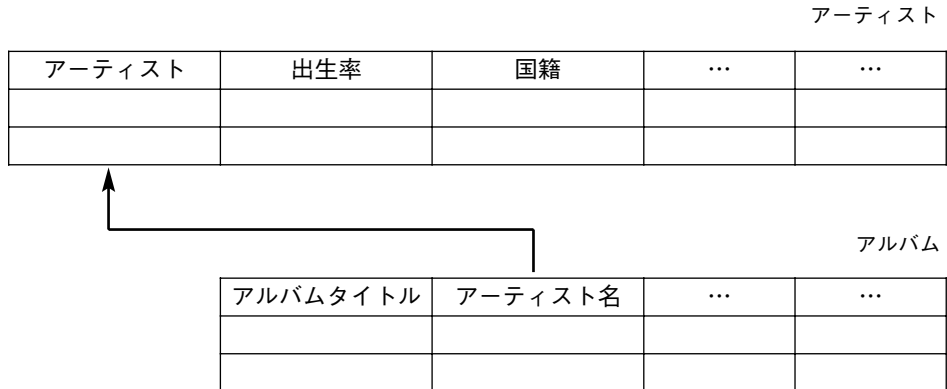 アーティスト
アーティスト 出生率 国籍 … …
アルバム
アルバムタイトル アーティスト名 … …